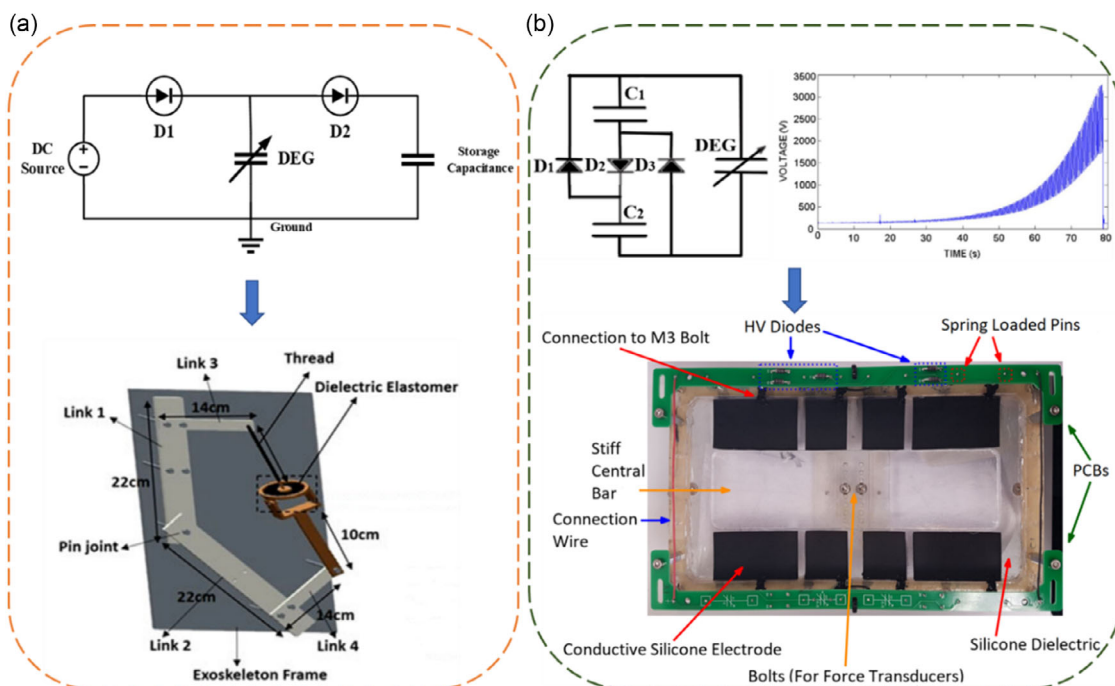 (a)
D1
D2
DC
Source
DEG
Storage
Capacitance
Ground
Link 3
Thread
Dielectric Elastomer
Link 1
14cm
22cm
10cm
Pin joint
22cm
14cm
Link 2
Link 4
Exoskeleton Frame
(b)
C1
D1
D2
D3
DEG
C2
VOLTAGE (V)
3500
3000
2500
2000
1500
1000
500
0
0 10 20 30 40 50 60 70 80
TIME (s)
Connection to M3 Bolt
HV Diodes
Spring Loaded Pins
Stiff
Central
Bar
PCBs
Connection
Wire
Conductive Silicone Electrode
Silicone Dielectric
Bolts (For Force Transducers)